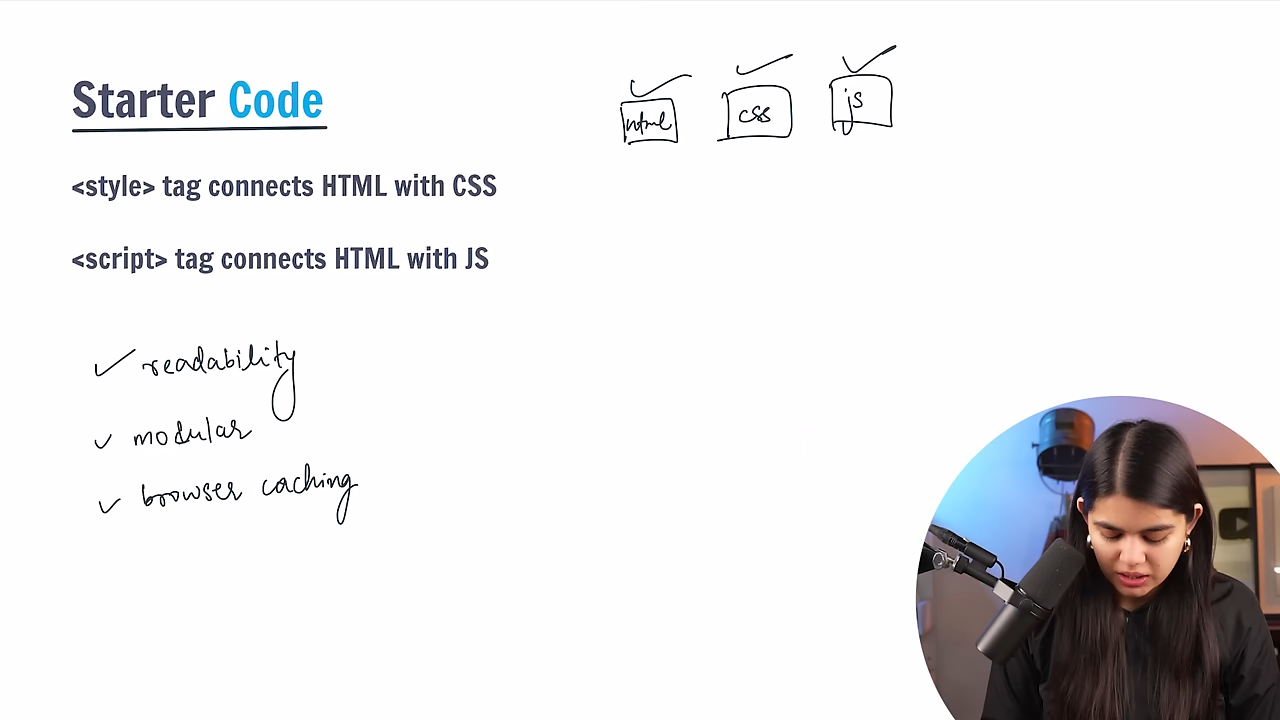 Starter Code
html css js
<style> tag connects HTML with CSS
<script> tag connects HTML with JS
readability
modular
browser caching